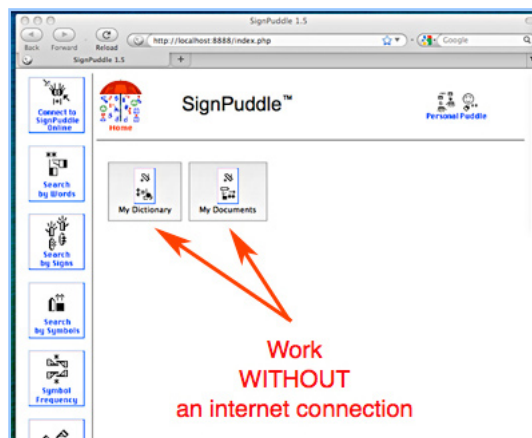 SignPuddle 1.5
Back Forward Reload http://localhost:8888/index.php Google
SignPuddle 1.5 +
Connect to
SignPuddle
Online
Home
SignPuddle™
Personal Puddle
Search
by Words
My Dictionary
My Documents
Search
by Signs
Search
by Symbols
Symbol
Frequency
Work
WITHOUT
an internet connection